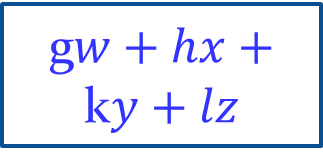 gw + hx +
ky + lz